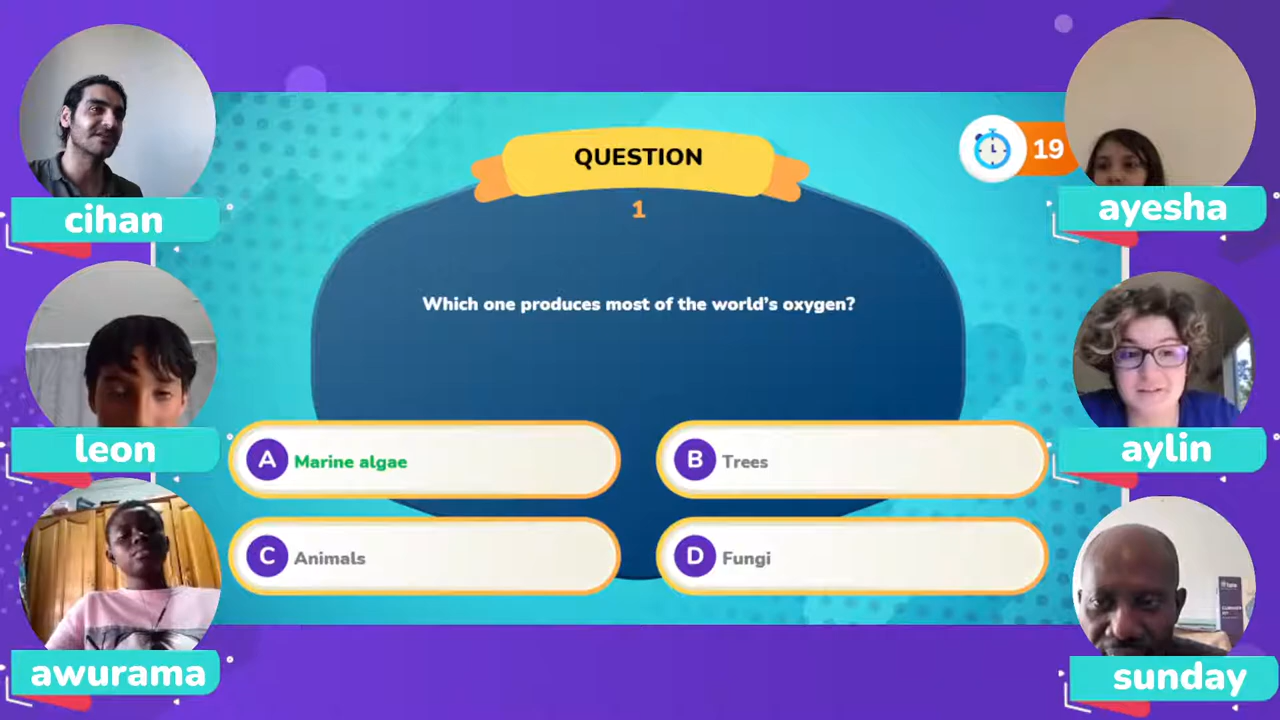 QUESTION
1
19
Which one produces most of the world's oxygen?
A Marine algae
B Trees
C Animals
D Fungi
cihan
leon
awurama
ayesha
aylin
sunday